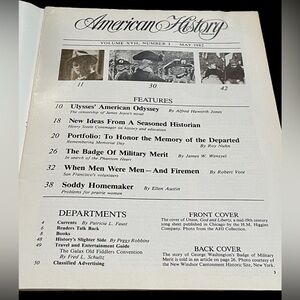 American History
VOLUME XVII, NUMBER 3 MAY 1982
11 30 42
FEATURES
10 Ulysses' American Odyssey By Alfred Haworth Jones
The censorship of James Joyce's novel
18 New Ideas From A Seasoned Historian
Henry Steele Commager on history and education
20 Portfolio: To Honor the Memory of the Departed
Remembering Memorial Day By Roy Nuhn
26 The Badge Of Military Merit By James W. Wensyel
In search of the Phantom Heart
32 When Men Were Men—And Firemen
San Francisco's volunteers By Robert Voss
38 Soddy Homemaker By Ellen Austin
Problems for prairie women
DEPARTMENTS
4 Currents By Patricia L. Faust
6 Readers Talk Back
8 Books
48 History's Slighter Side By Peggy Robbins
49 Travel and Entertainment Guide
The Galax Old Fiddlers Convention
By Fred L. Schultz
50 Classified Advertising
FRONT COVER
The cover of Union, God and Liberty, a mid-19th century
song sheet published in Chicago by the H.M. Higgins
Company. Photo from the AHI Collection.
BACK COVER
The story of George Washington's Badge of Military
Merit is told in an article on page 26. Photo courtesy of
the New Windsor Cantonment Historic Site, New York.
3